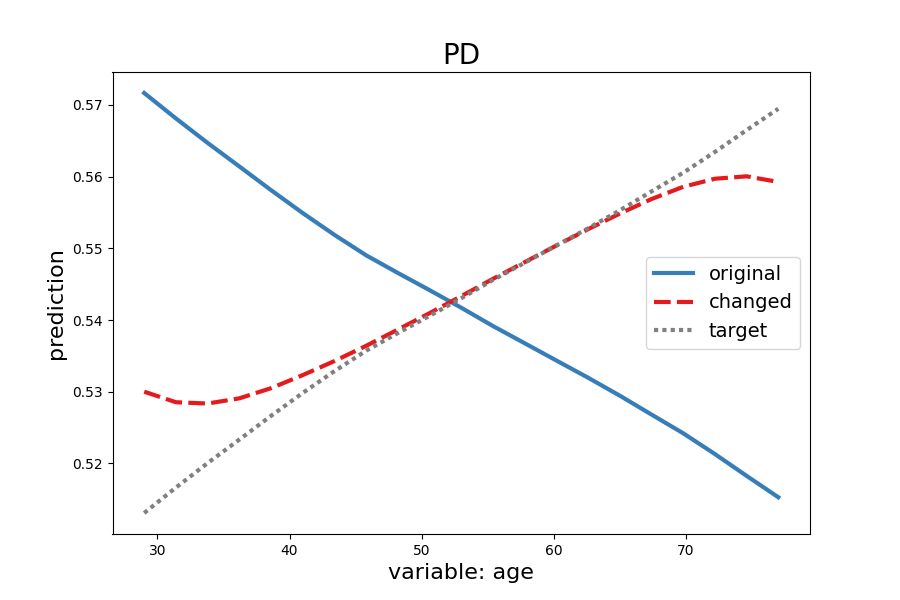 PD
prediction
0.57
0.56
0.55
0.54
0.53
0.52
original
changed
target
30 40 50 60 70
variable: age